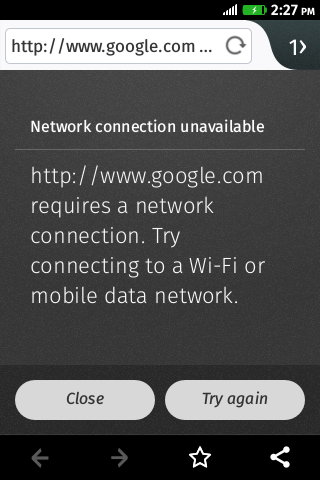 2:27 PM
http://www.google.com ...
1›
Network connection unavailable
http://www.google.com
requires a network
connection. Try
connecting to a Wi-Fi or
mobile data network.
Close
Try again